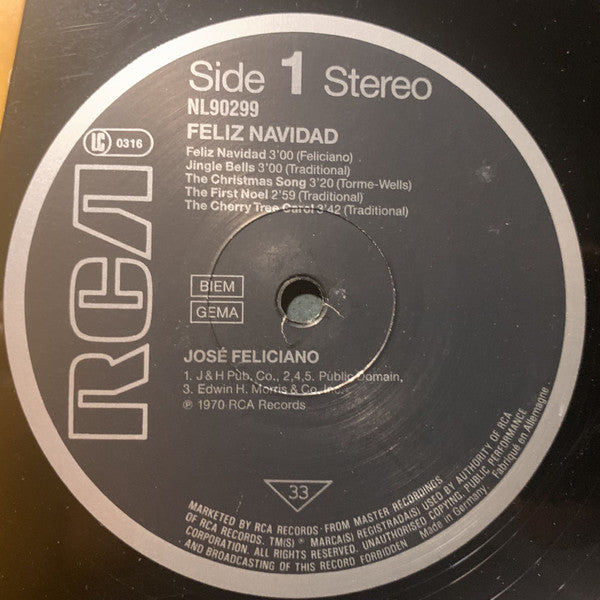 Side 1 Stereo
NL90299
FELIZ NAVIDAD
LC 0316
Feliz Navidad 3'00 (Feliciano)
Jingle Bells 3'00 (Traditional)
The Christmas Song 3'20 (Torme-Wells)
The First Noel 2'59 (Traditional)
The Cherry Tree Carol 3'42 (Traditional)
RCA
BIEM
GEMA
JOSÉ FELICIANO
1. J & H Pub. Co., 2,4,5. Public Domain,
3. Edwin H. Morris & Co. Inc.
℗ 1970 RCA Records
33
MARKETED BY RCA RECORDS · FROM MASTER RECORDINGS
OF RCA RECORDS. TM(S) ® MARCA(S) REGISTRADA(S) USED BY AUTHORITY OF RCA
CORPORATION. ALL RIGHTS RESERVED. UNAUTHORISED COPYING, PUBLIC PERFORMANCE
AND BROADCASTING OF THIS RECORD FORBIDDEN
Made in Germany. Fabriqué en Allemagne.